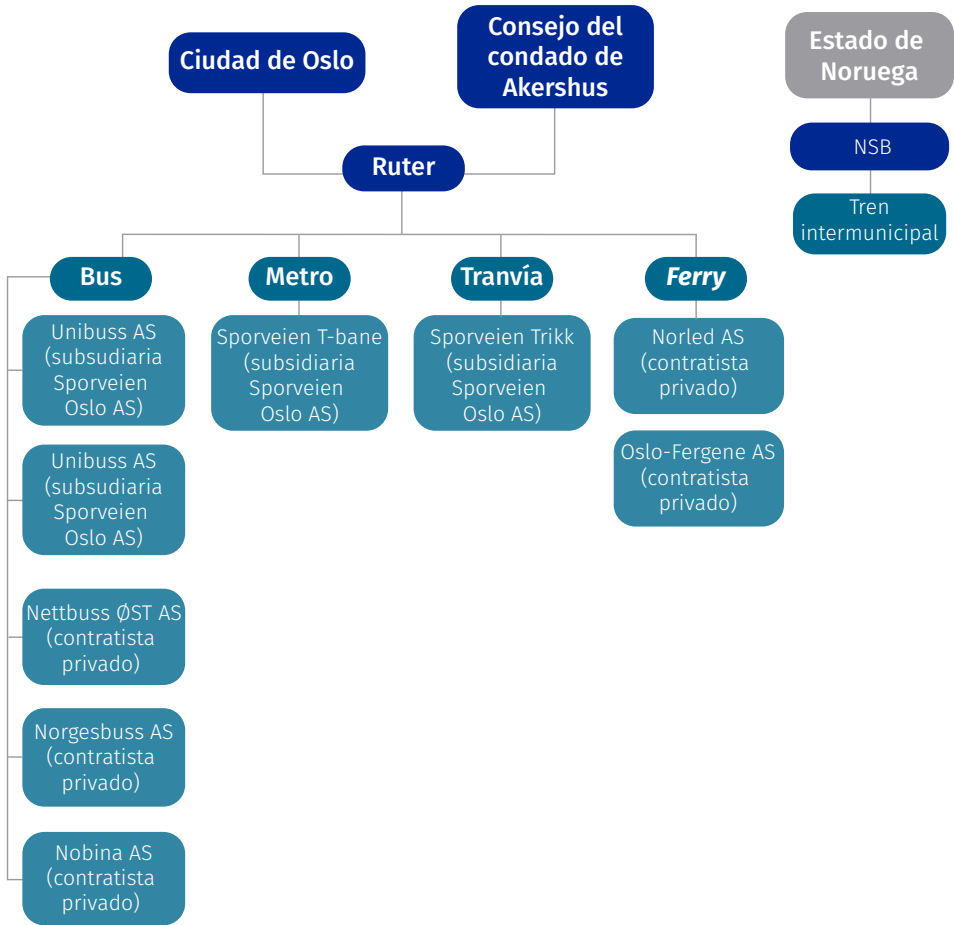 Ciudad de Oslo
Consejo del
condado de
Akershus
Estado de
Noruega
Ruter
NSB
Tren
intermunicipal
Bus
Metro
Tranvía
Ferry
Unibuss AS
(subsudiaria
Sporveien
Oslo AS)
Sporveien T-bane
(subsidiaria
Sporveien
Oslo AS)
Sporveien Trikk
(subsidiaria
Sporveien
Oslo AS)
Norled AS
(contratista
privado)
Unibuss AS
(subsudiaria
Sporveien
Oslo AS)
Oslo-Fergene AS
(contratista
privado)
Nettbuss ØST AS
(contratista
privado)
Norgesbuss AS
(contratista
privado)
Nobina AS
(contratista
privado)